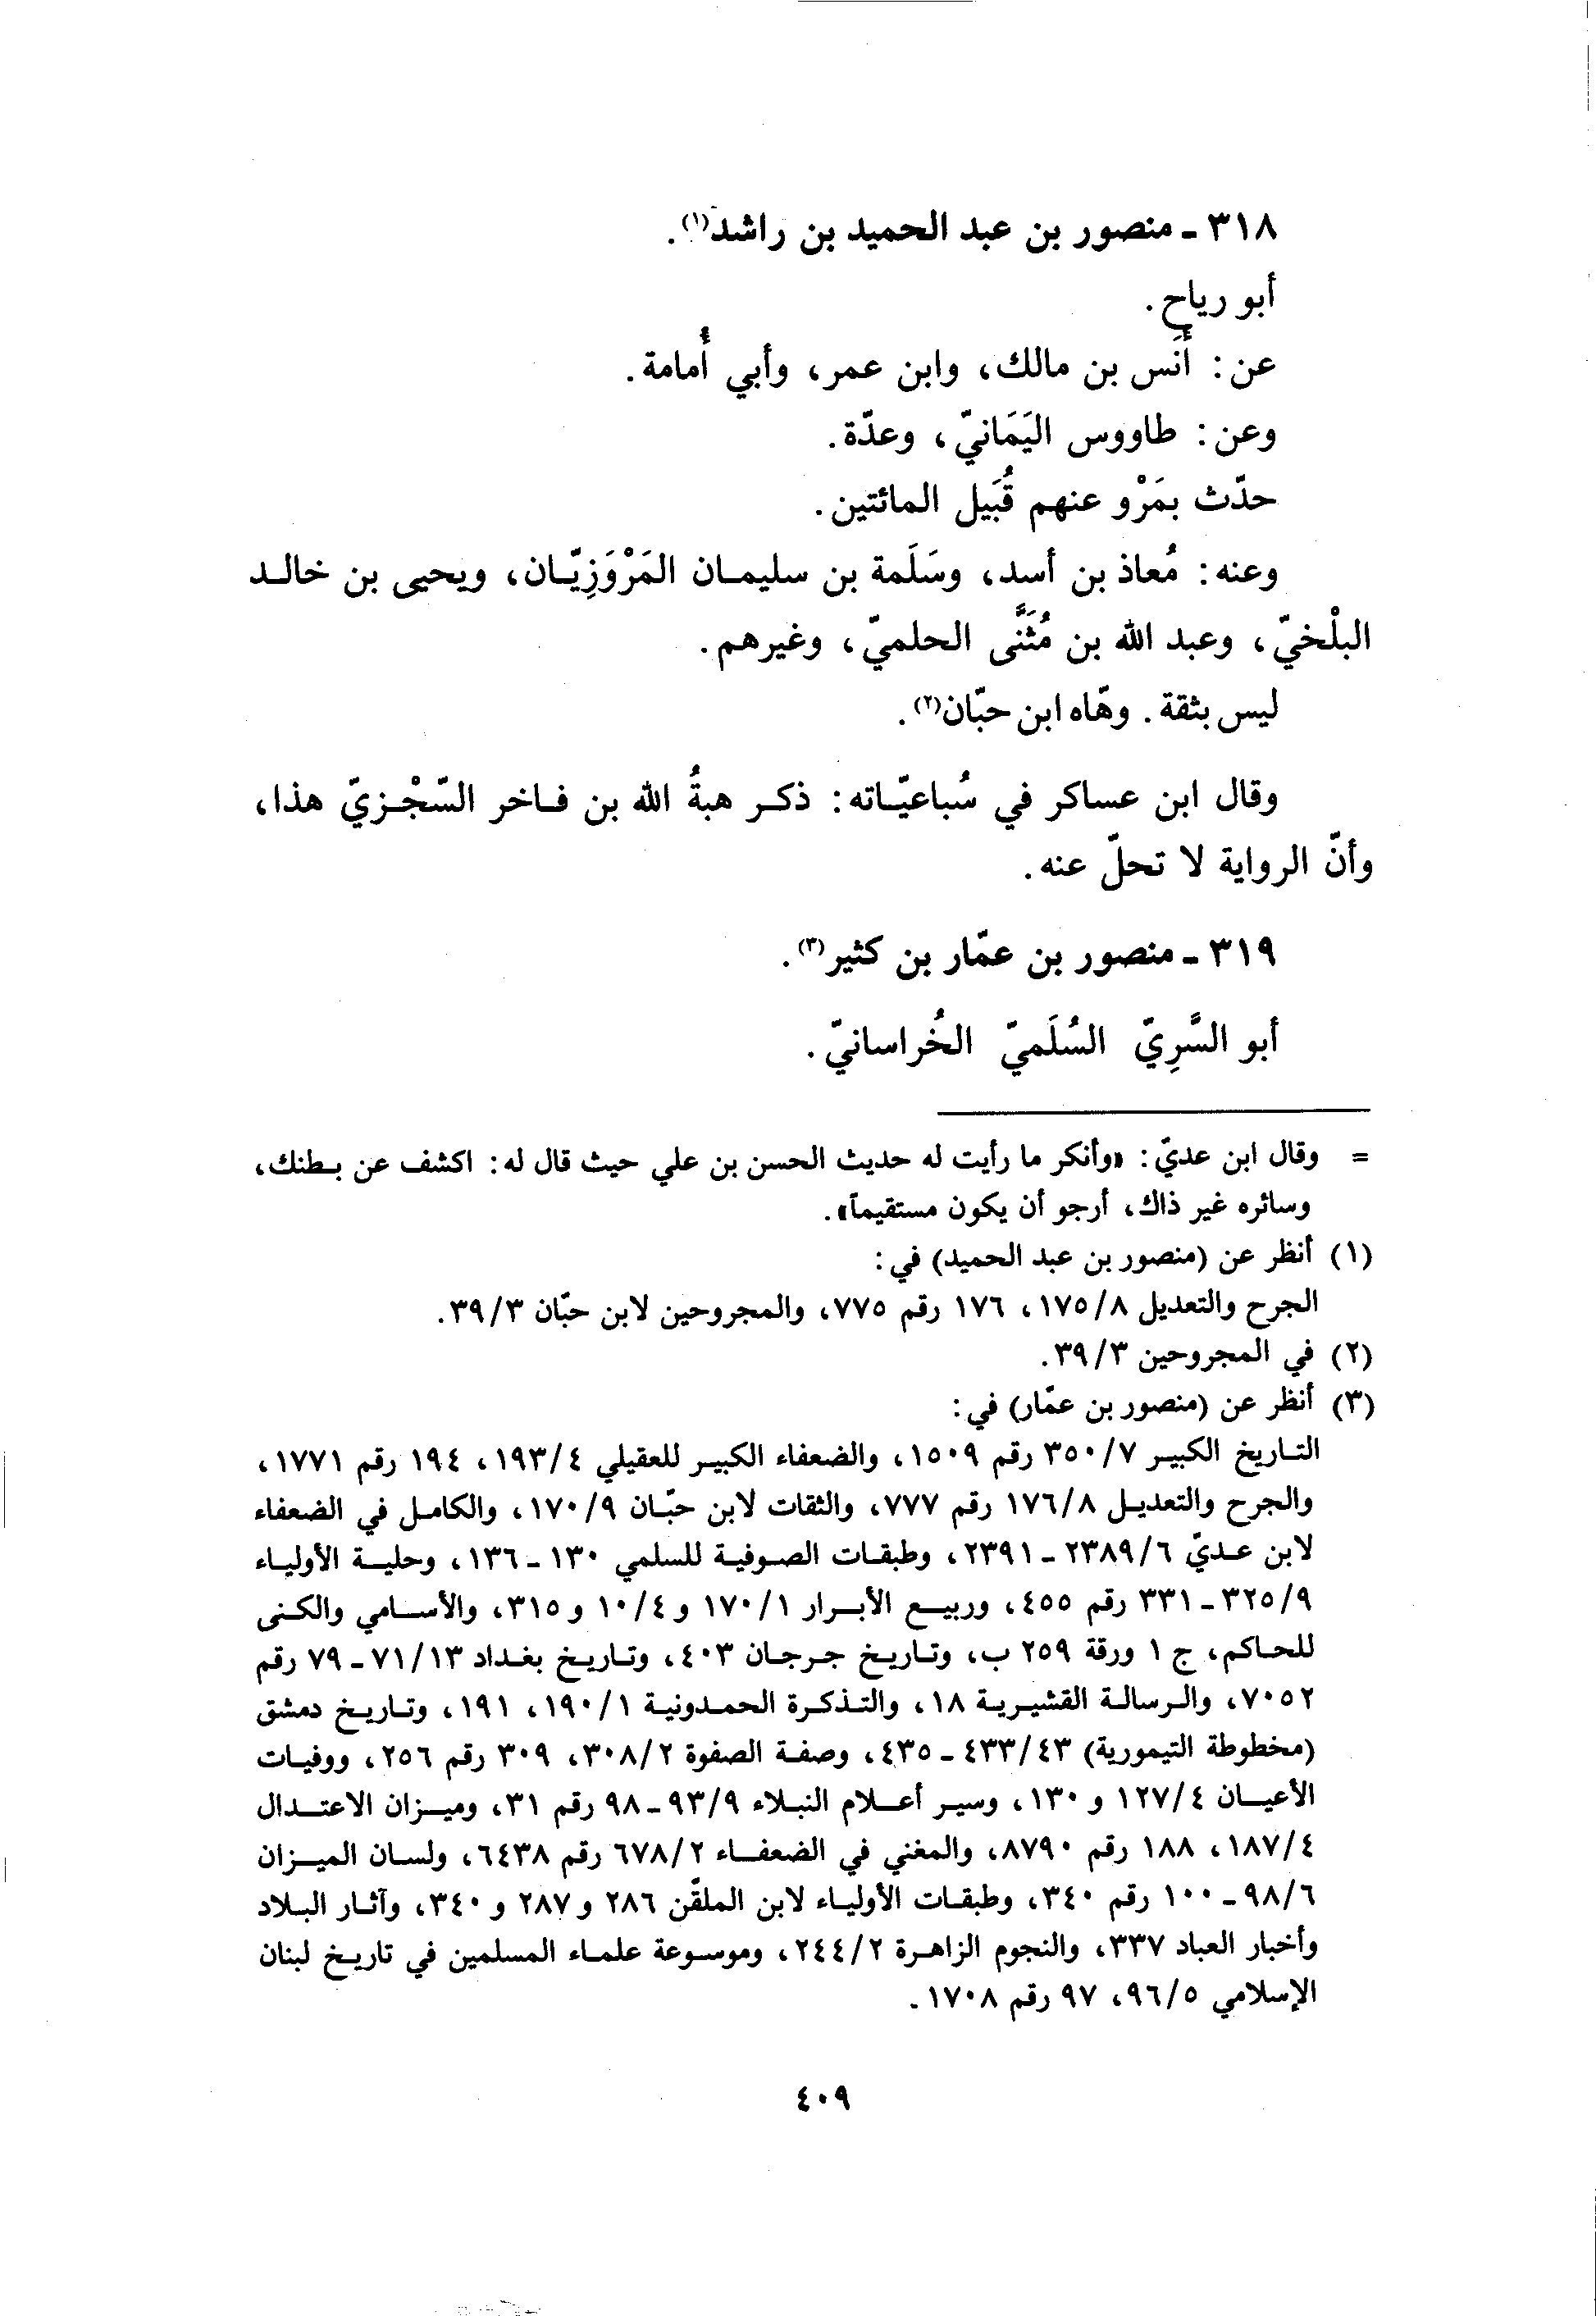 ٣١٨ - منصور بن عبد الحميد بن راشد(١).
أبو رياح.
عن: أَنَس بن مالك، وابن عمر، وأبي أُمامة.
وعن: طاووس اليَمَانيّ، وعدّة.
حدّث بمَرْو عنهم قُبَيل المائتين.
وعنه: مُعاذ بن أسد، وسَلَمة بن سليمان المَرْوَزِيّان، ويحيى بن خالد
البلْخيّ، وعبد الله بن مُثَنَّى الحلميّ، وغيرهم.
ليس بثقة. وهّاه ابن حبّان(٢).
وقال ابن عساكر في سُباعيّاته: ذكر هبةُ الله بن فاخر السّجْزيّ هذا،
وأنّ الرواية لا تحلّ عنه.
٣١٩ - منصور بن عمّار بن كثير(٣).
أبو السَّرِيّ السُلَميّ الخُراسانيّ.
= وقال ابن عديّ: «وأنكر ما رأيت له حديث الحسن بن علي حيث قال له: اكشف عن بطنك،
وسائره غير ذاك، أرجو أن يكون مستقيماً».
(١) أنظر عن (منصور بن عبد الحميد) في:
الجرح والتعديل ١٧٥/٨، ١٧٦ رقم ٧٧٥، والمجروحين لابن حبّان ٣٩/٣.
(٢) في المجروحين ٣٩/٣.
(٣) أنظر عن (منصور بن عمّار) في:
التاريخ الكبير ٣٥٠/٧ رقم ١٥٠٩، والضعفاء الكبير للعقيلي ١٩٣/٤، ١٩٤ رقم ١٧٧١،
والجرح والتعديل ١٧٦/٨ رقم ٧٧٧، والثقات لابن حبّان ١٧٠/٩، والكامل في الضعفاء
لابن عديّ ٢٣٨٩/٦ - ٢٣٩١، وطبقات الصوفية للسلمي ١٣٠ - ١٣٦، وحلية الأولياء
٣٢٥/٩ - ٣٣١ رقم ٤٥٥، وربيع الأبرار ١٧٠/١ و ١٠/٤ و ٣١٥، والأسامي والكنى
للحاكم، ج ١ ورقة ٢٥٩ ب، وتاريخ جرجان ٤٠٣، وتاريخ بغداد ٧١/١٣ - ٧٩ رقم
٧٠٥٢، والرسالة القشيرية ١٨، والتذكرة الحمدونية ١٩٠/١، ١٩١، وتاريخ دمشق
(مخطوطة التيمورية) ٤٣٣/٤٣ - ٤٣٥، وصفة الصفوة ٣٠٨/٢، ٣٠٩ رقم ٢٥٦، ووفيات
الأعيان ١٢٧/٤ و ١٣٠، وسير أعلام النبلاء ٩٣/٩ - ٩٨ رقم ٣١، وميزان الاعتدال
١٨٧/٤، ١٨٨ رقم ٨٧٩٠، والمغني في الضعفاء ٦٧٨/٢ رقم ٦٤٣٨، ولسان الميزان
٩٨/٦ - ١٠٠ رقم ٣٤٠، وطبقات الأولياء لابن الملقّن ٢٨٦ و ٢٨٧ و ٣٤٠، وآثار البلاد
وأخبار العباد ٣٣٧، والنجوم الزاهرة ٢٤٤/٢، وموسوعة علماء المسلمين في تاريخ لبنان
الإسلامي ٩٦/٥، ٩٧ رقم ١٧٠٨.
٤٠٩